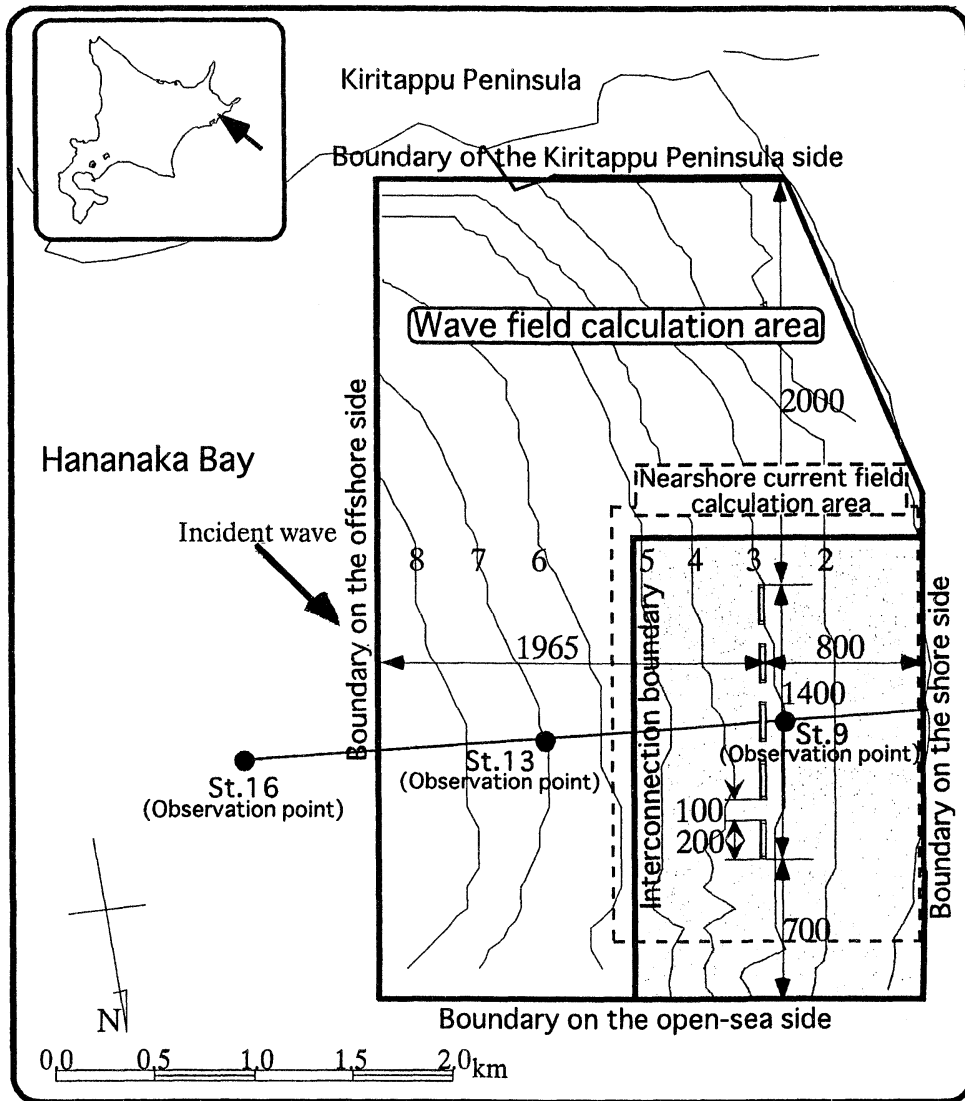 Kiritappu Peninsula
Boundary of the Kiritappu Peninsula side
Wave field calculation area
2000
Hananaka Bay
Boundary on the offshore side
Nearshore current field
calculation area
Incident wave
8 7 6 5 4 3 2
Interconnection boundary
Boundary on the shore side
1965
800
1400
St.9
(Observation point)
St.13
(Observation point)
St.16
(Observation point)
100
200
700
N
Boundary on the open-sea side
0.0 0.5 1.0 1.5 2.0 km